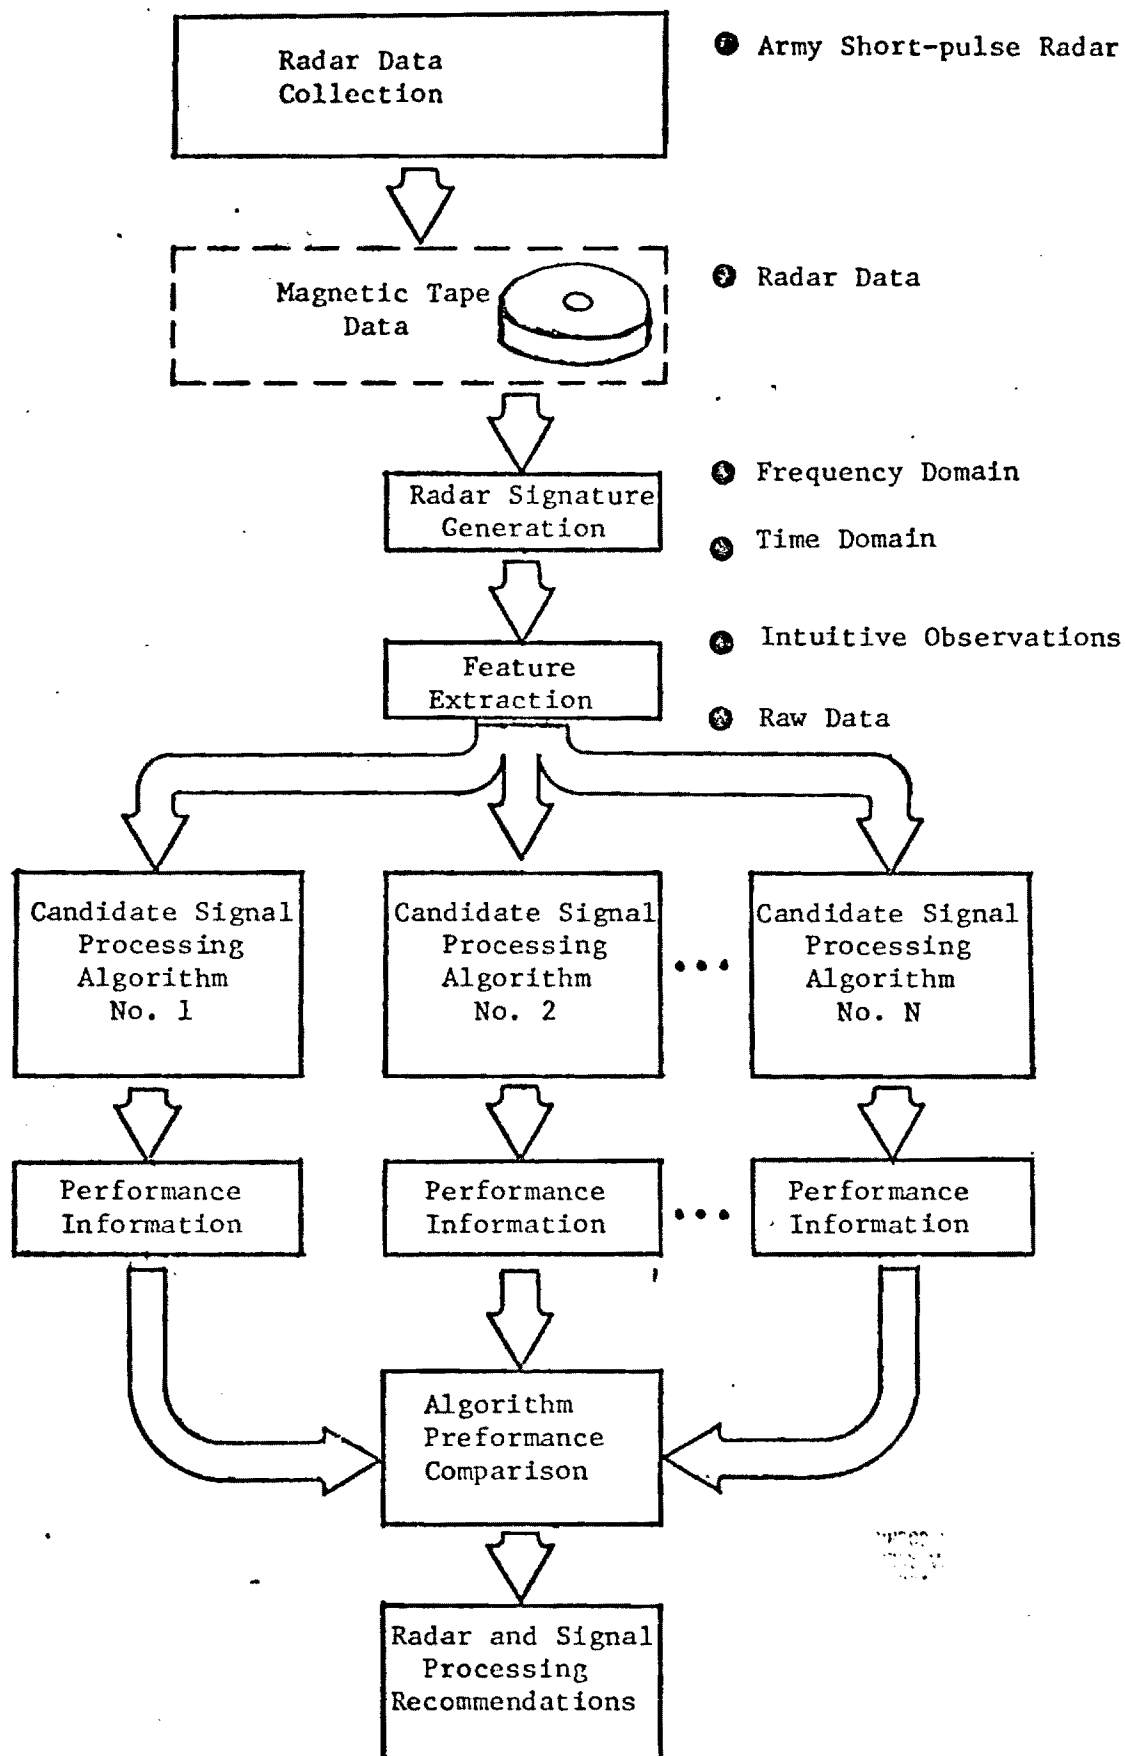 Radar Data
Collection
● Army Short-pulse Radar
Magnetic Tape
Data
● Radar Data
Radar Signature
Generation
● Frequency Domain
● Time Domain
Feature
Extraction
● Intuitive Observations
● Raw Data
Candidate Signal
Processing
Algorithm
No. 1
Candidate Signal
Processing
Algorithm
No. 2
•••
Candidate Signal
Processing
Algorithm
No. N
Performance
Information
Performance
Information
•••
Performance
Information
Algorithm
Preformance
Comparison
Radar and Signal
Processing
Recommendations